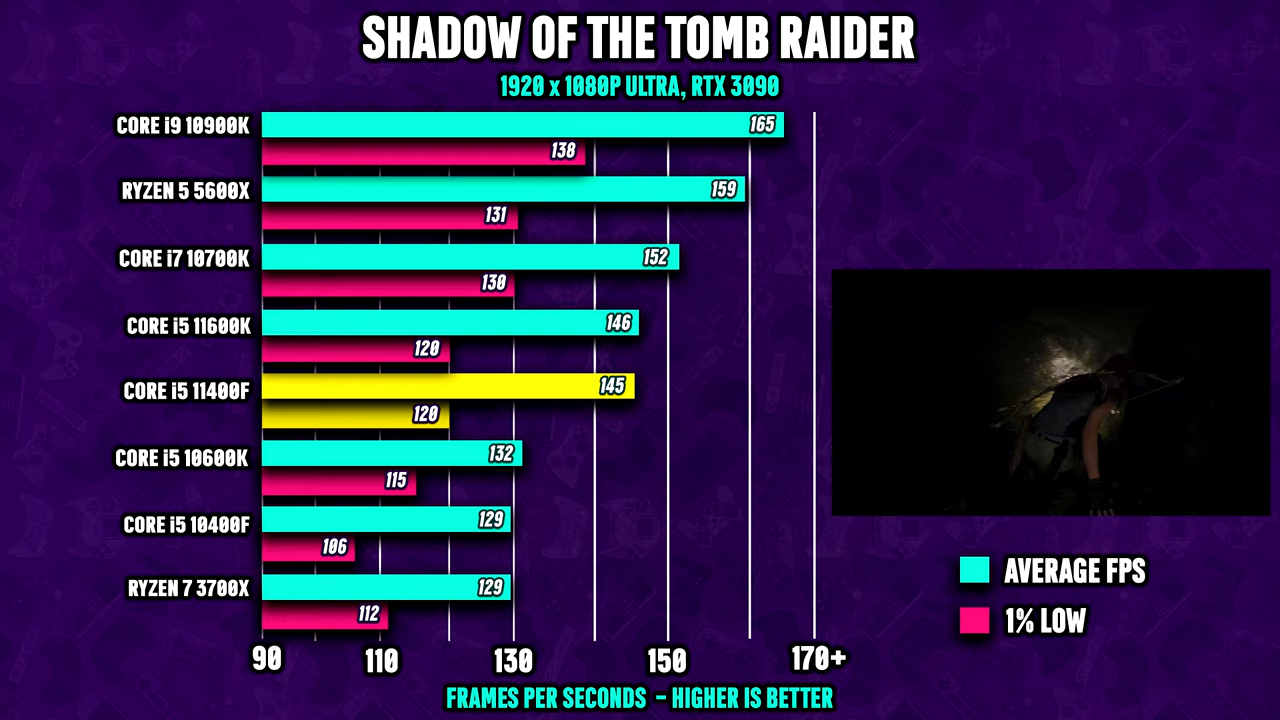 SHADOW OF THE TOMB RAIDER
1920 x 1080P ULTRA, RTX 3090
CORE i9 10900K 165
138
RYZEN 5 5600X 159
131
CORE i7 10700K 152
130
CORE i5 11600K 146
120
CORE i5 11400F 145
120
CORE i5 10600K 132
115
CORE i5 10400F 129
106
RYZEN 7 3700X 129
112
90 110 130 150 170+
FRAMES PER SECONDS - HIGHER IS BETTER
AVERAGE FPS
1% LOW